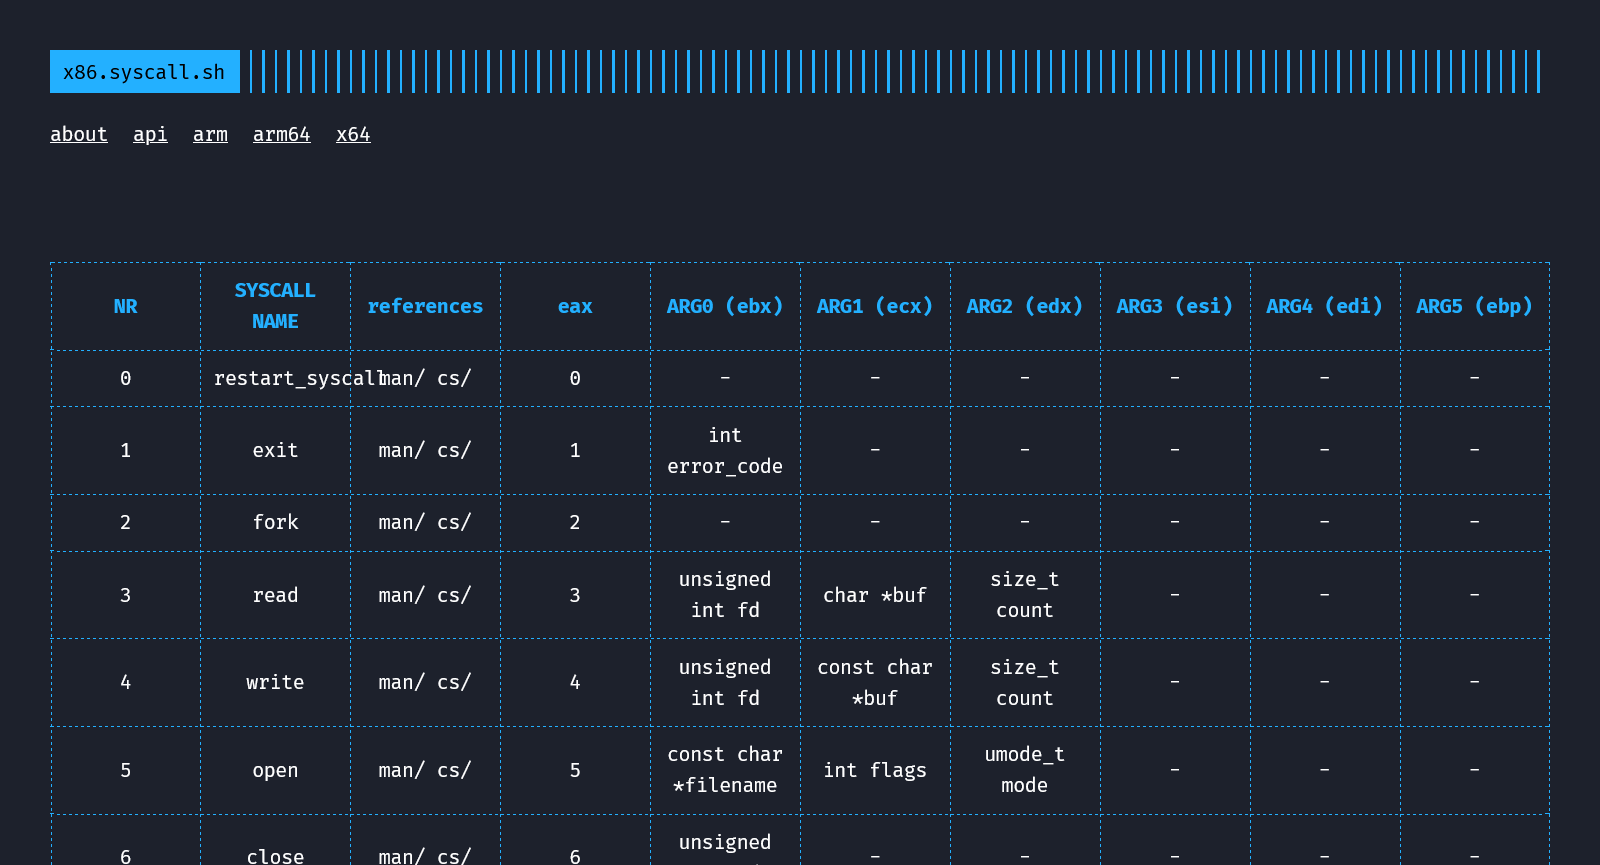 x86.syscall.sh
about api arm arm64 x64
NR SYSCALL NAME references eax ARG0 (ebx) ARG1 (ecx) ARG2 (edx) ARG3 (esi) ARG4 (edi) ARG5 (ebp)
0 restart_syscall man/ cs/ 0 - - - - - -
1 exit man/ cs/ 1 int error_code - - - - -
2 fork man/ cs/ 2 - - - - - -
3 read man/ cs/ 3 unsigned int fd char *buf size_t count - - -
4 write man/ cs/ 4 unsigned int fd const char *buf size_t count - - -
5 open man/ cs/ 5 const char *filename int flags umode_t mode - - -
6 close man/ cs/ 6 unsigned - - - - -